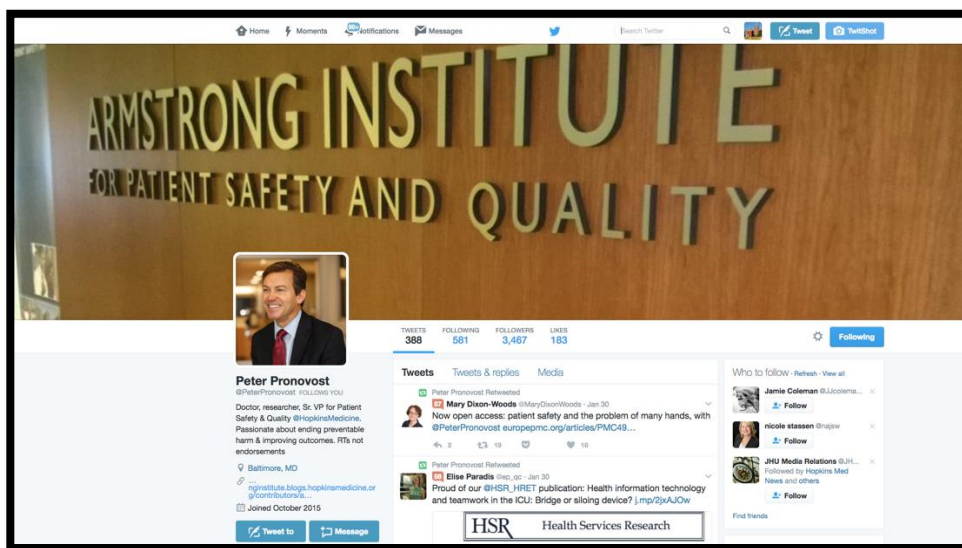 Home Moments Notifications Messages Search Twitter Tweet TwitShot
ARMSTRONG INSTITUTE
FOR PATIENT SAFETY AND QUALITY
TWEETS FOLLOWING FOLLOWERS LIKES
388 581 3,467 183
Following
Peter Pronovost
@PeterPronovost FOLLOWS YOU
Doctor, researcher, Sr. VP for Patient
Safety & Quality @HopkinsMedicine.
Passionate about ending preventable
harm & improving outcomes. RTs not
endorsements
Baltimore, MD
...
nginstitute.blogs.hopkinsmedicine.or
g/contributors/a...
Joined October 2015
Tweet to Message
Tweets Tweets & replies Media
Peter Pronovost Retweeted
Mary Dixon-Woods @MaryDixonWoods · Jan 30
Now open access: patient safety and the problem of many hands, with
@PeterPronovost europepmc.org/articles/PMC49...
2 19 16
Peter Pronovost Retweeted
Elise Paradis @ep_qc · Jan 30
Proud of our @HSR_HRET publication: Health information technology
and teamwork in the ICU: Bridge or siloing device? j.mp/2jxAJOw
HSR Health Services Research
Who to follow · Refresh · View all
Jamie Coleman @JJcolema...
Follow
nicole stassen @najsw
Follow
JHU Media Relations @JH...
Followed by Hopkins Med
News and others
Follow
Find friends